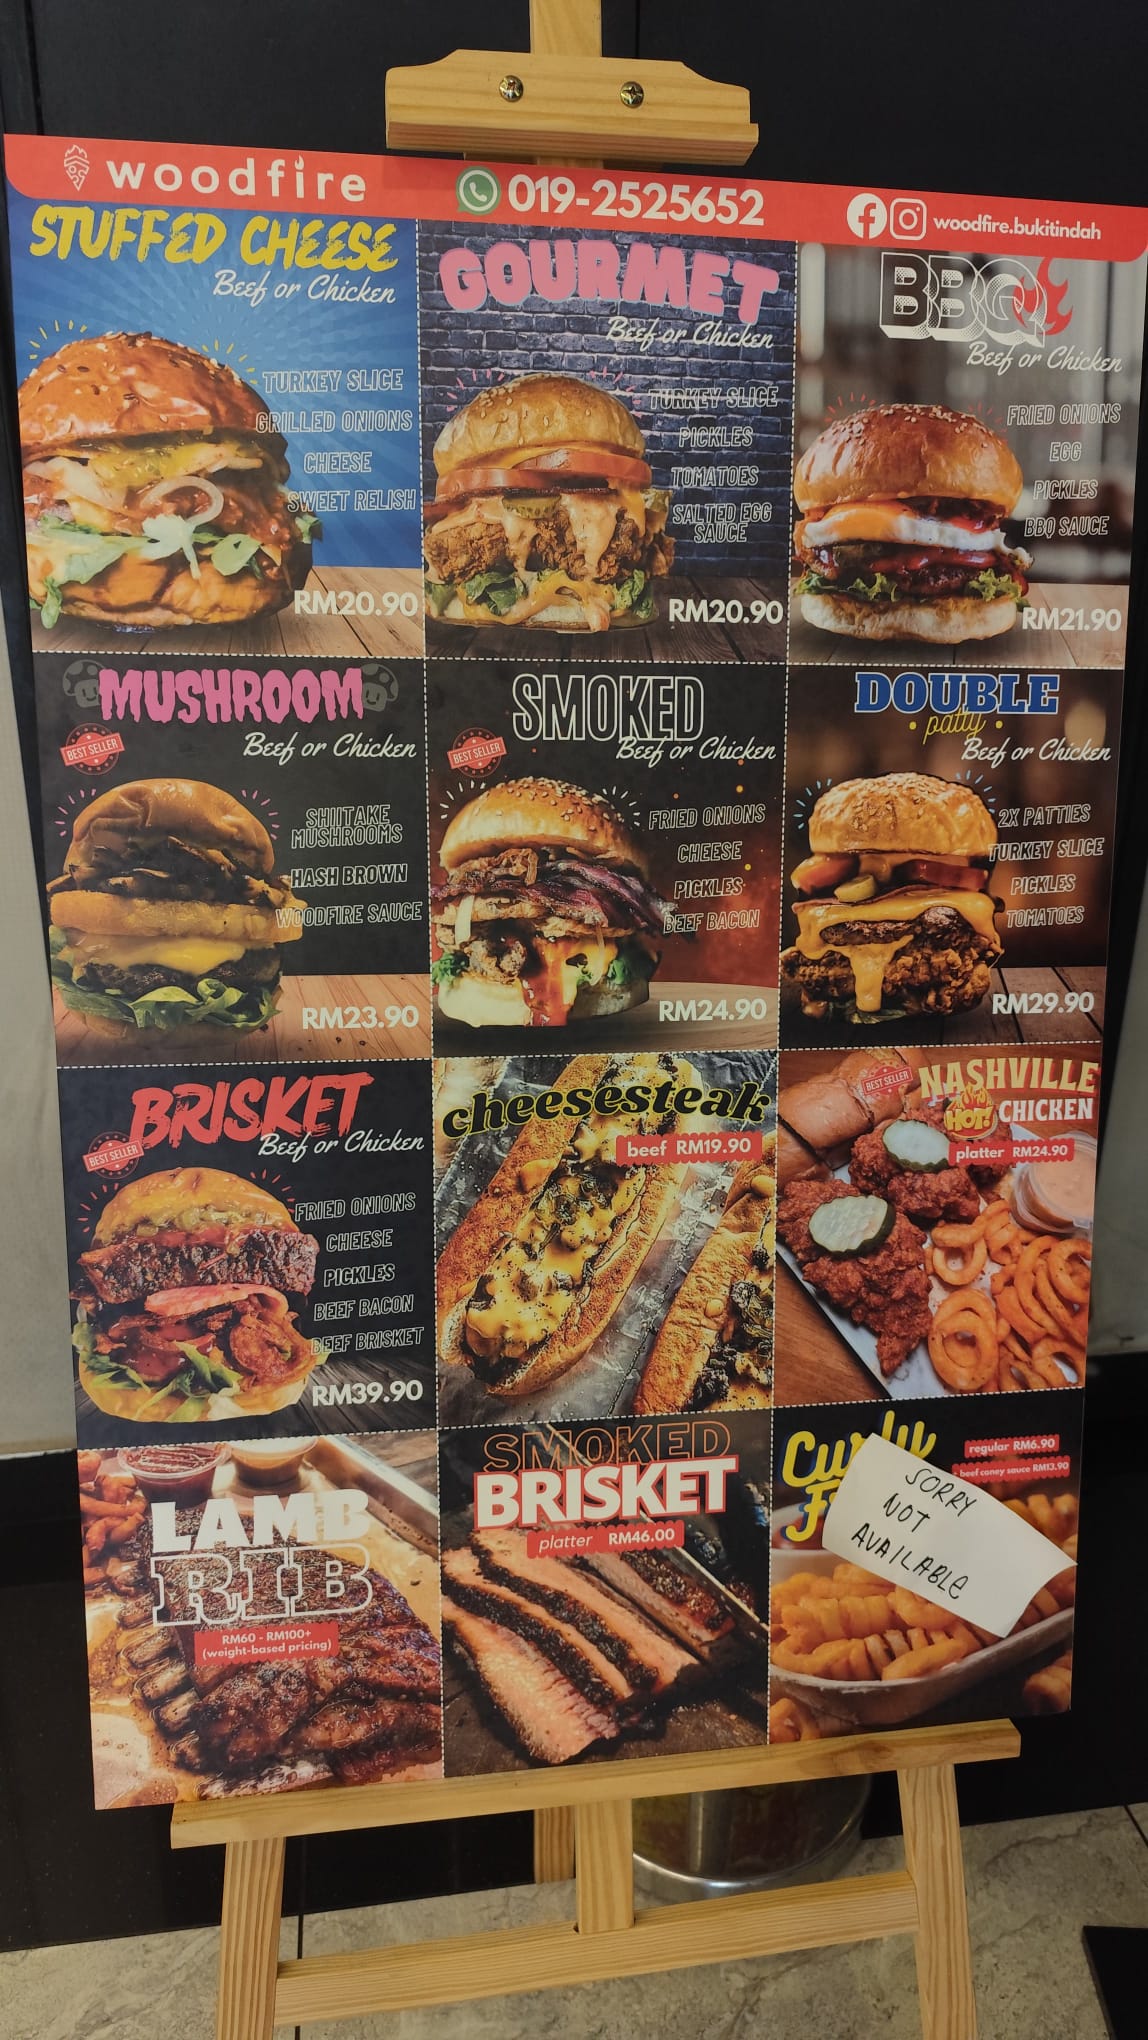 woodfire
019-2525652
woodfire.bukitindah
STUFFED CHEESE
Beef or Chicken
TURKEY SLICE
GRILLED ONIONS
CHEESE
SWEET RELISH
RM20.90
GOURMET
Beef or Chicken
TURKEY SLICE
PICKLES
TOMATOES
SALTED EGG
SAUCE
RM20.90
BBQ
Beef or Chicken
FRIED ONIONS
EGG
PICKLES
BBQ SAUCE
RM21.90
MUSHROOM
BEST SELLER
Beef or Chicken
SHIITAKE
MUSHROOMS
HASH BROWN
WOODFIRE SAUCE
RM23.90
SMOKED
BEST SELLER
Beef or Chicken
FRIED ONIONS
CHEESE
PICKLES
BEEF BACON
RM24.90
DOUBLE
patty
Beef or Chicken
2X PATTIES
TURKEY SLICE
PICKLES
TOMATOES
RM29.90
BRISKET
BEST SELLER
Beef or Chicken
FRIED ONIONS
CHEESE
PICKLES
BEEF BACON
BEEF BRISKET
RM39.90
cheesesteak
beef RM19.90
BEST SELLER
NASHVILLE
HOT!
CHICKEN
platter RM24.90
LAMB
RIB
RM60 - RM100+
(weight-based pricing)
SMOKED
BRISKET
platter RM46.00
Curly
regular RM6.90
beef coney sauce RM13.90
SORRY
NOT
AVAILABLE